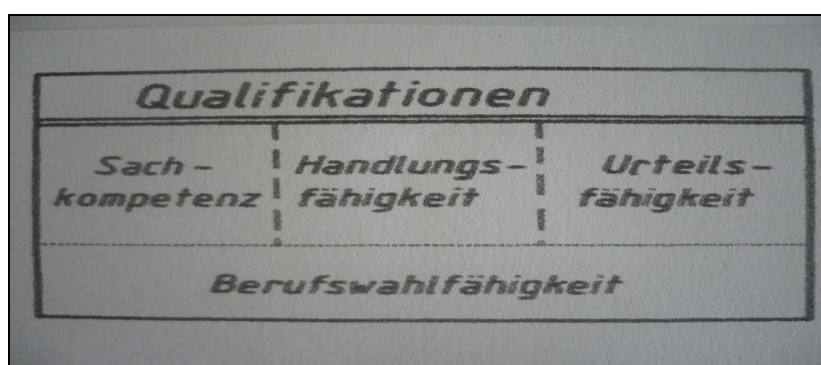 Qualifikationen
Sach-
kompetenz
Handlungs-
fähigkeit
Urteils-
fähigkeit
Berufswahlfähigkeit